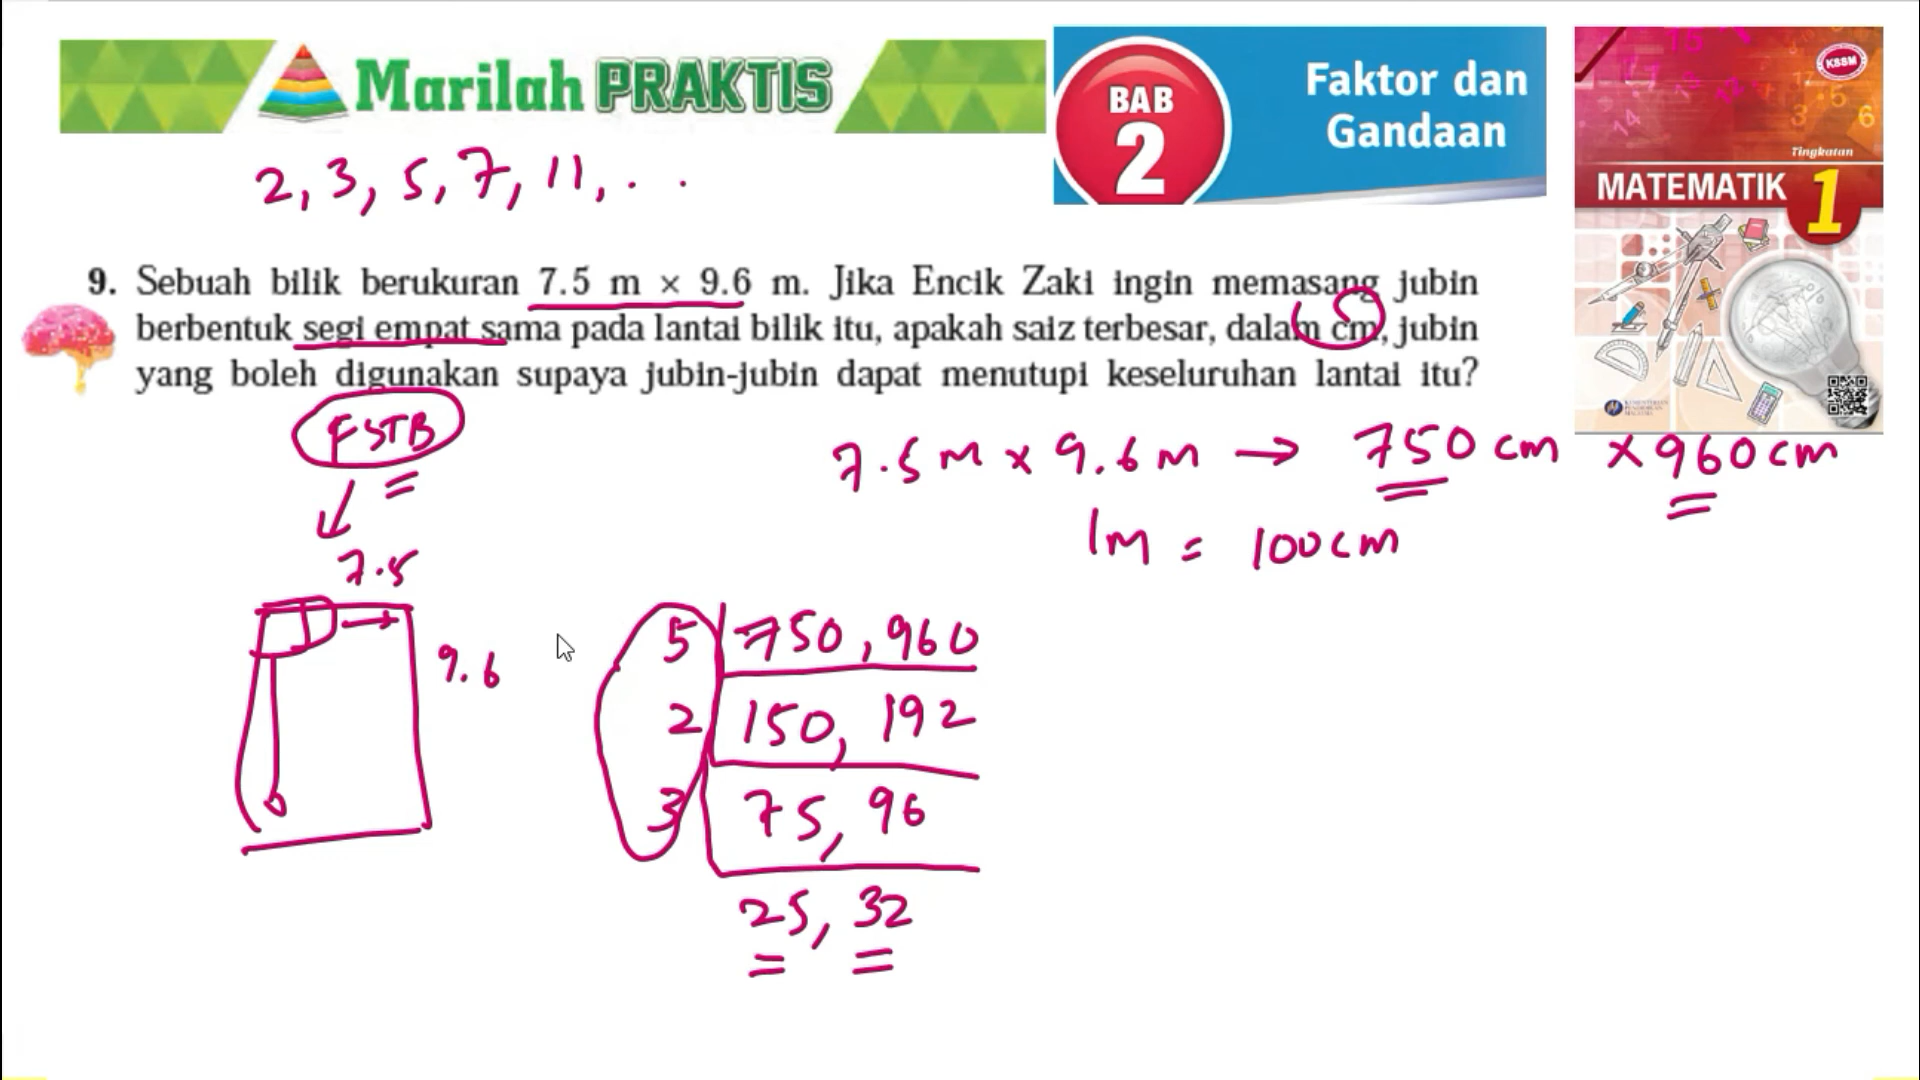 Marilah PRAKTIS
BAB 2
Faktor dan Gandaan
KSSM
Tingkatan
MATEMATIK 1
2, 3, 5, 7, 11, . .
9. Sebuah bilik berukuran 7.5 m × 9.6 m. Jika Encik Zaki ingin memasang jubin
berbentuk segi empat sama pada lantai bilik itu, apakah saiz terbesar, dalam cm, jubin
yang boleh digunakan supaya jubin-jubin dapat menutupi keseluruhan lantai itu?
FSTB
7.5 m × 9.6 m → 750 cm × 960 cm
1m = 100 cm
7.5
9.6
5 750, 960
2 150, 192
3 75, 96
25, 32